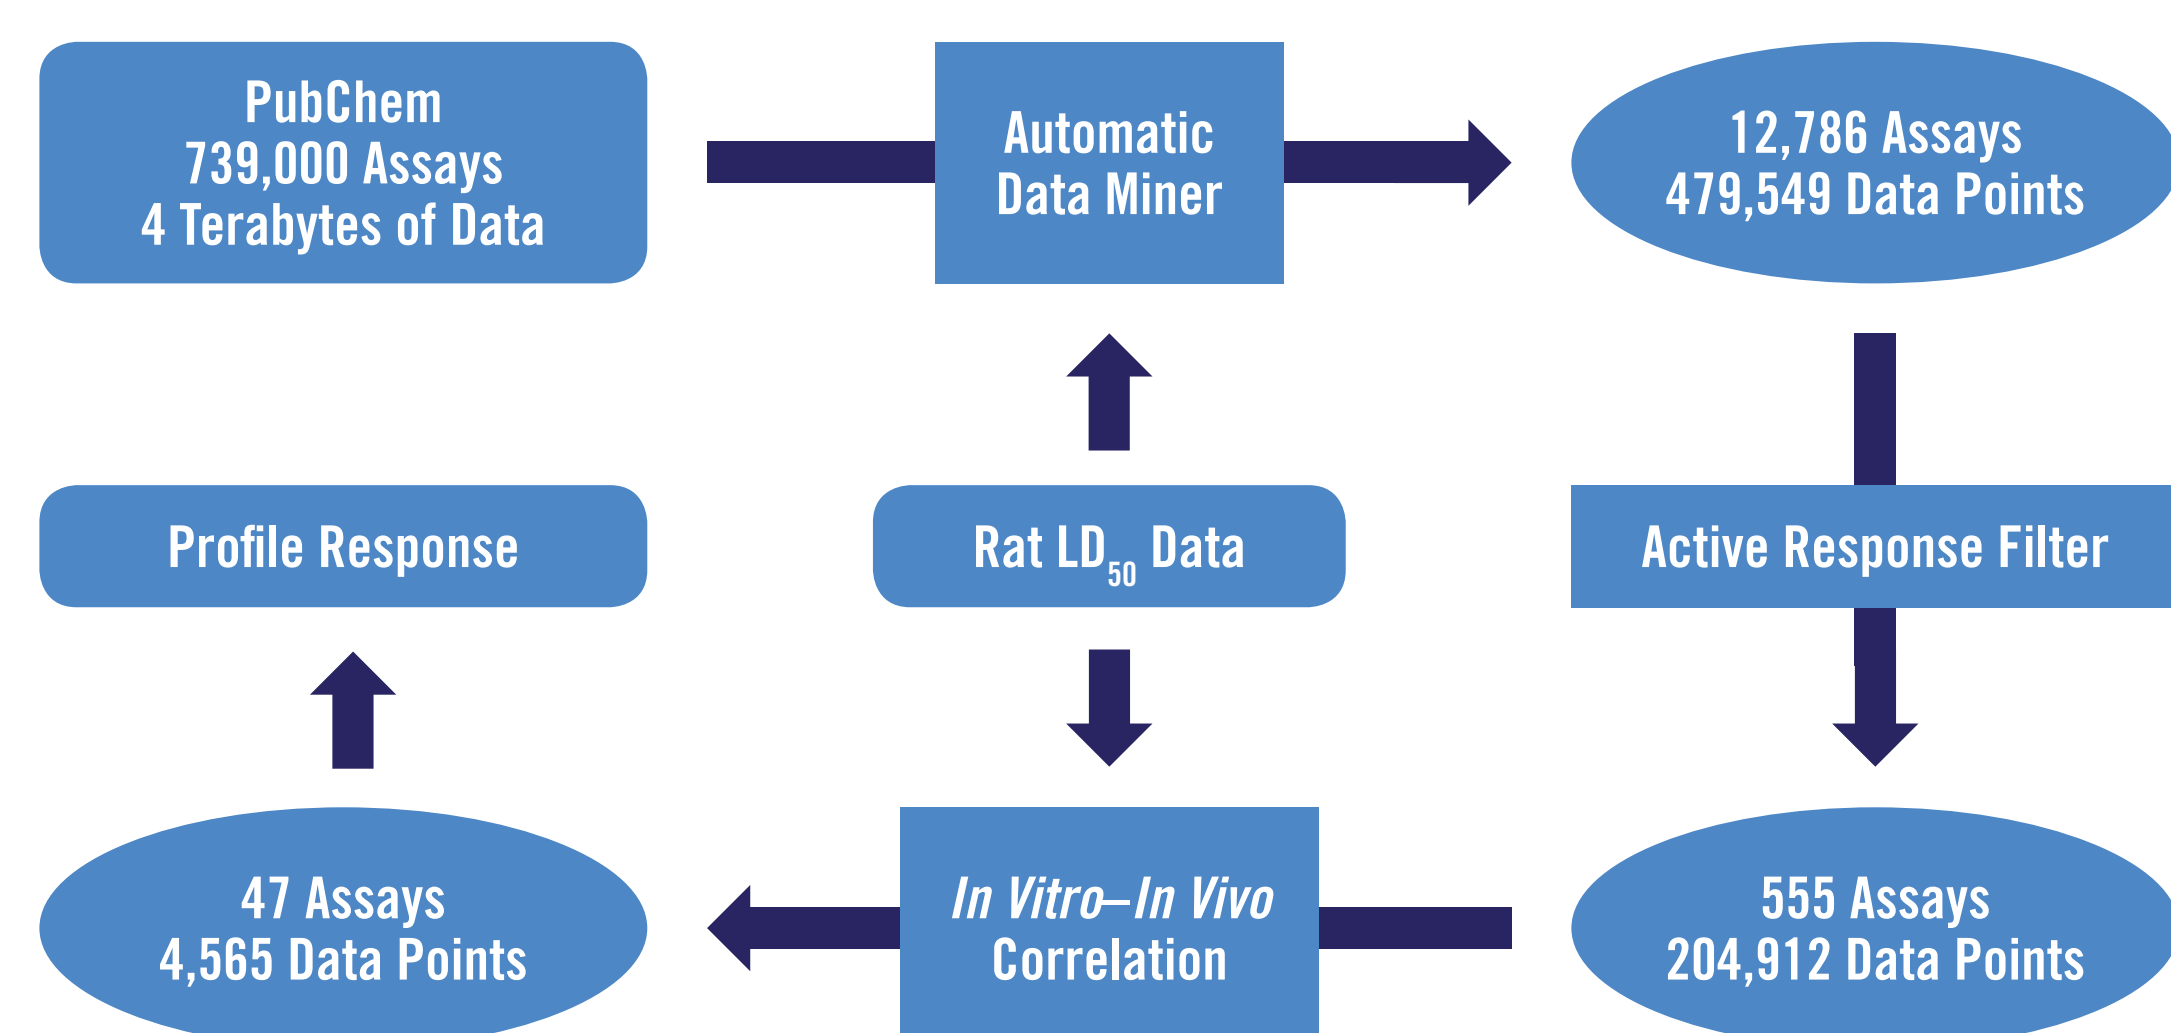 PubChem
739,000 Assays
4 Terabytes of Data
Automatic
Data Miner
12,786 Assays
479,549 Data Points
Profile Response
Rat LD50 Data
Active Response Filter
47 Assays
4,565 Data Points
In Vitro–In Vivo
Correlation
555 Assays
204,912 Data Points